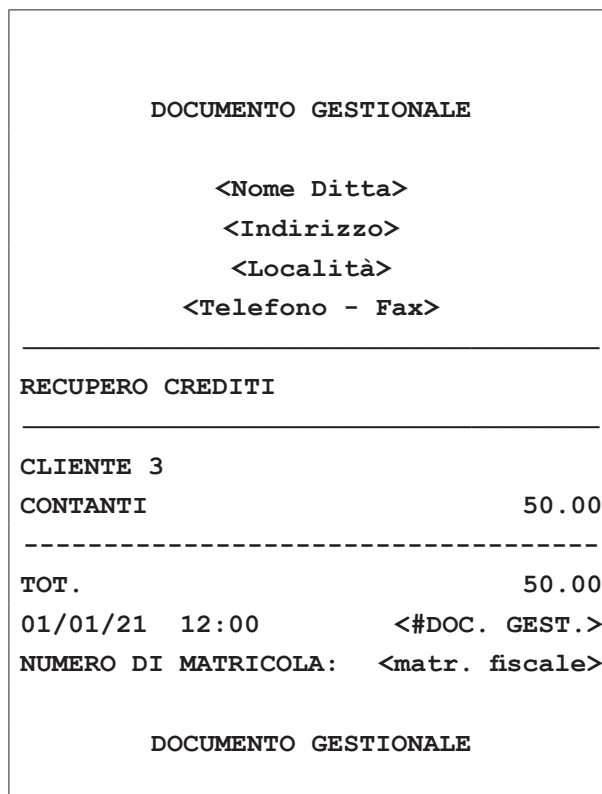 DOCUMENTO GESTIONALE
<Nome Ditta>
<Indirizzo>
<Località>
<Telefono - Fax>
RECUPERO CREDITI
CLIENTE 3
CONTANTI 50.00
------------------------------------
TOT. 50.00
01/01/21 12:00 <#DOC. GEST.>
NUMERO DI MATRICOLA: <matr. fiscale>
DOCUMENTO GESTIONALE